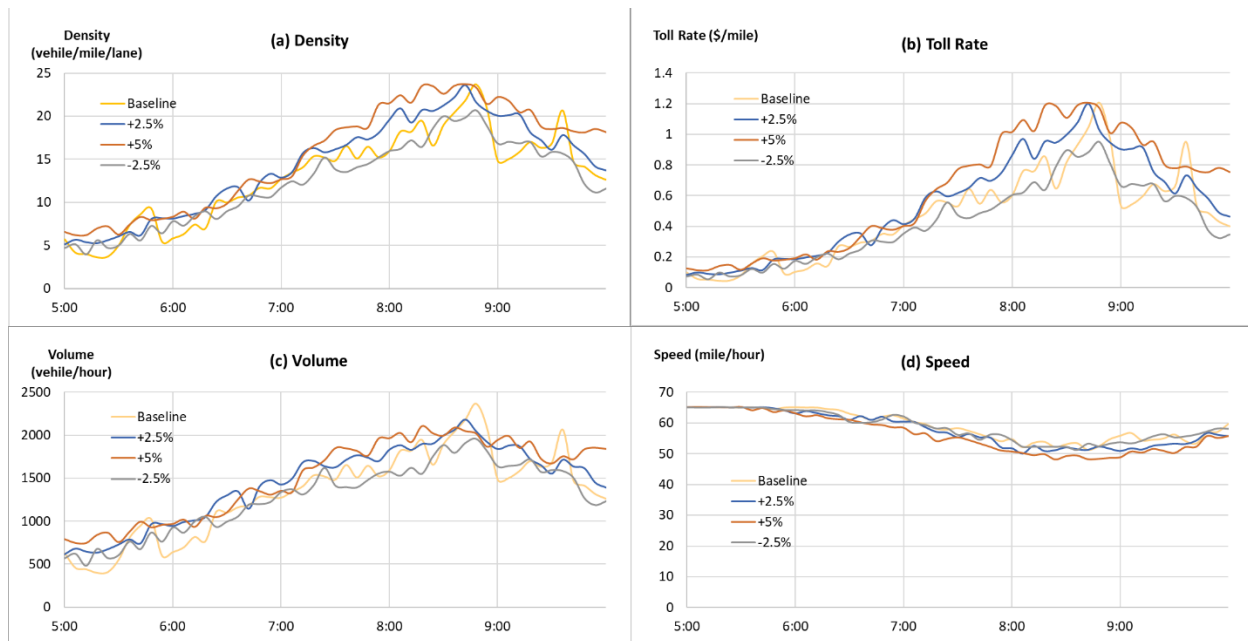 Density
(vehile/mile/lane)
(a) Density
25
20
15
10
5
0
Baseline
+2.5%
+5%
-2.5%
5:00 6:00 7:00 8:00 9:00
Toll Rate ($/mile)
(b) Toll Rate
1.4
1.2
1
0.8
0.6
0.4
0.2
0
Baseline
+2.5%
+5%
-2.5%
5:00 6:00 7:00 8:00 9:00
Volume
(vehile/hour)
(c) Volume
2500
2000
1500
1000
500
0
Baseline
+2.5%
+5%
-2.5%
5:00 6:00 7:00 8:00 9:00
Speed (mile/hour)
(d) Speed
70
60
50
40
30
20
10
0
Baseline
+2.5%
+5%
-2.5%
5:00 6:00 7:00 8:00 9:00